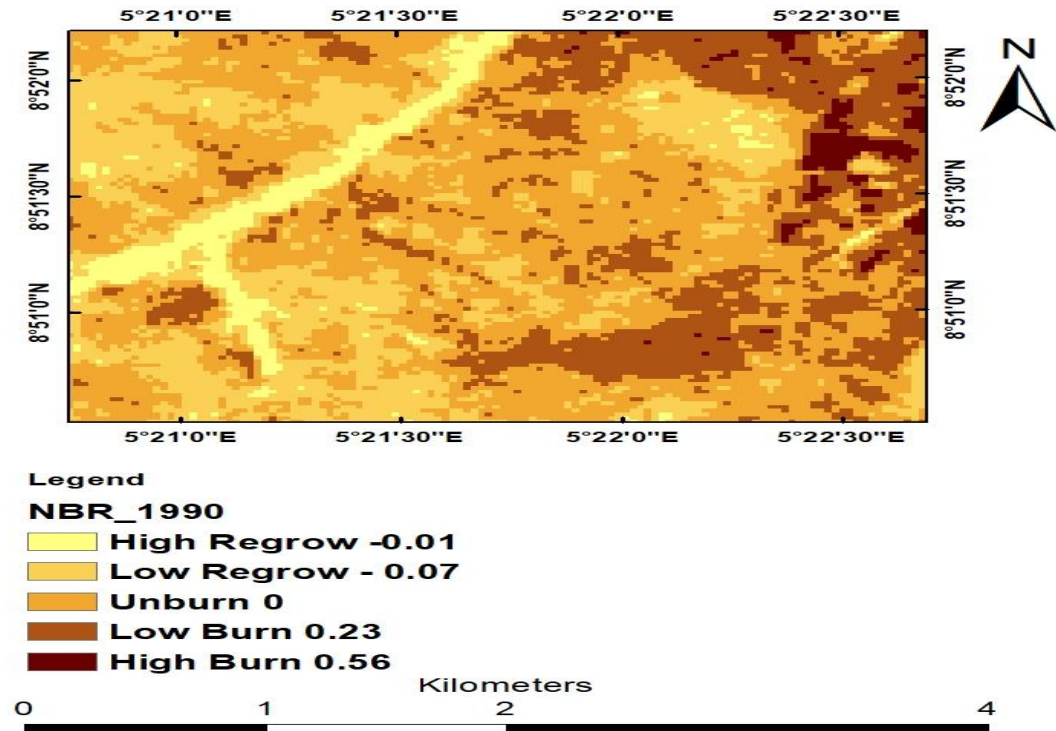 5°21'0"E 5°21'30"E 5°22'0"E 5°22'30"E
N
8°52'0"N 8°52'0"N
8°51'30"N 8°51'30"N
8°51'0"N 8°51'0"N
5°21'0"E 5°21'30"E 5°22'0"E 5°22'30"E
Legend
NBR_1990
High Regrow -0.01
Low Regrow - 0.07
Unburn 0
Low Burn 0.23
High Burn 0.56
Kilometers
0 1 2 4